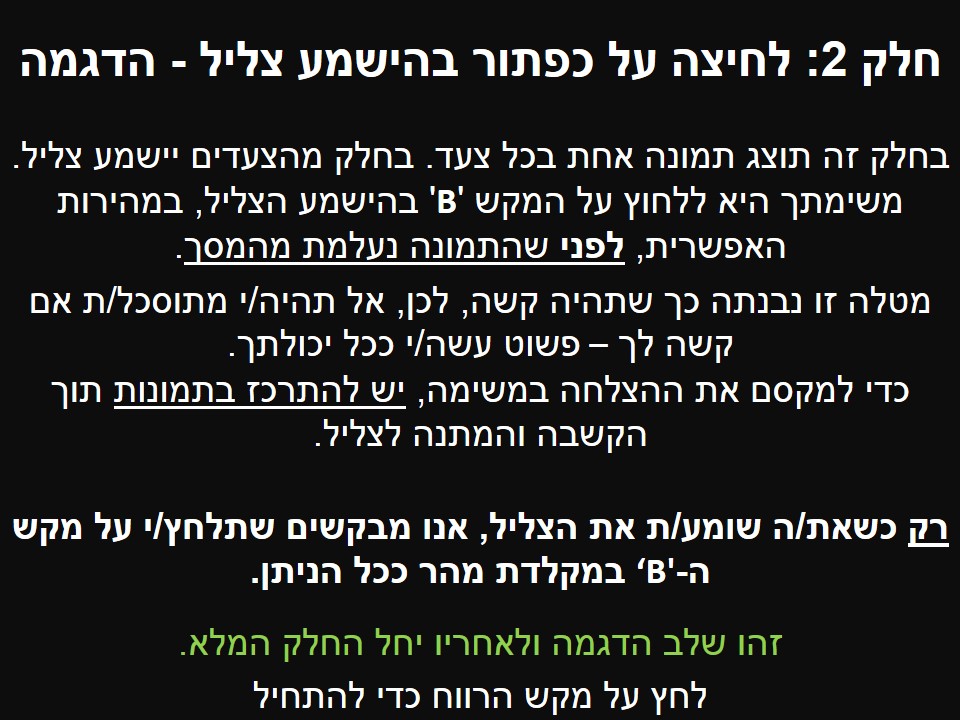 חלק 2: לחיצה על כפתור בהישמע צליל - הדגמה
בחלק זה תוצג תמונה אחת בכל צעד. בחלק מהצעדים יישמע צליל.
משימתך היא ללחוץ על המקש 'B' בהישמע הצליל, במהירות
האפשרית, לפני שהתמונה נעלמת מהמסך.
מטלה זו נבנתה כך שתהיה קשה, לכן, אל תהיה/י מתוסכל/ת אם
קשה לך – פשוט עשה/י ככל יכולתך.
כדי למקסם את ההצלחה במשימה, יש להתרכז בתמונות תוך
הקשבה והמתנה לצליל.
רק כשאת/ה שומע/ת את הצליל, אנו מבקשים שתלחץ/י על מקש
ה-'B‘ במקלדת מהר ככל הניתן.
זהו שלב הדגמה ולאחריו יחל החלק המלא.
לחץ על מקש הרווח כדי להתחיל